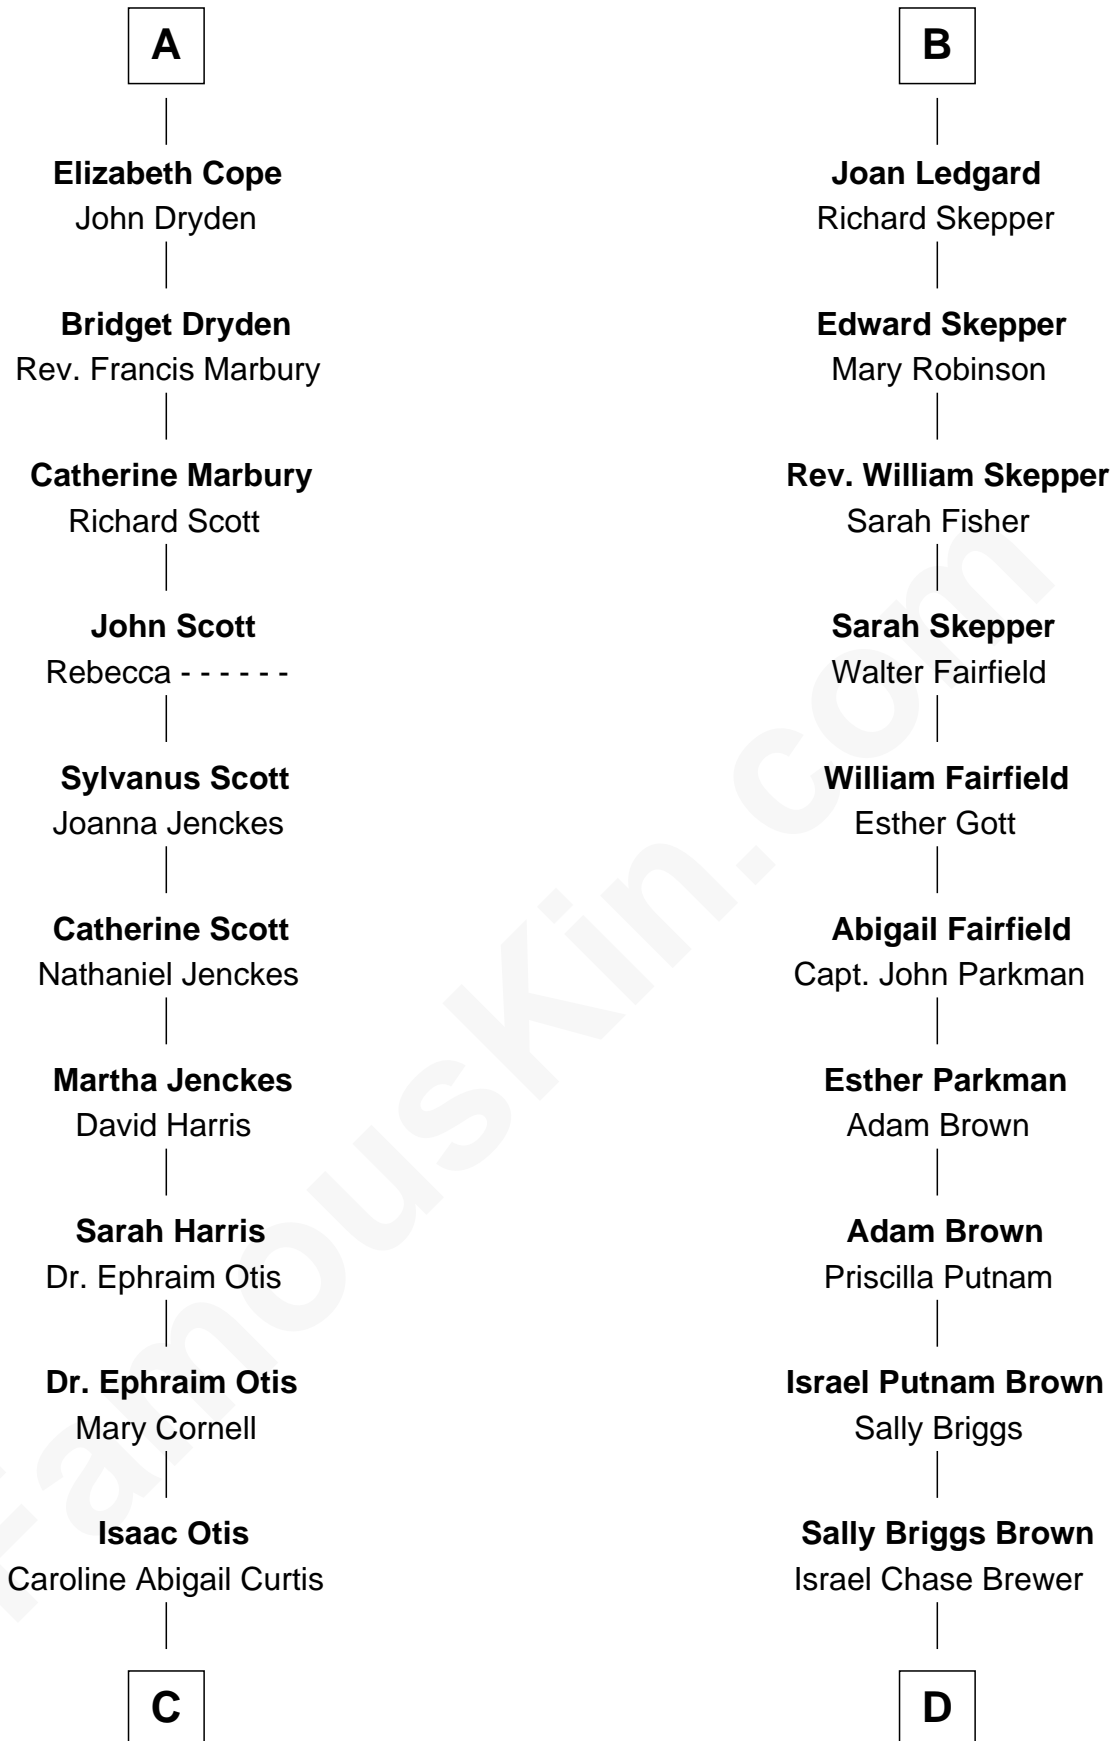 A
Elizabeth Cope
John Dryden
Bridget Dryden
Rev. Francis Marbury
Catherine Marbury
Richard Scott
John Scott
Rebecca - - - - - -
Sylvanus Scott
Joanna Jenckes
Catherine Scott
Nathaniel Jenckes
Martha Jenckes
David Harris
Sarah Harris
Dr. Ephraim Otis
Dr. Ephraim Otis
Mary Cornell
Isaac Otis
Caroline Abigail Curtis
C
B
Joan Ledgard
Richard Skepper
Edward Skepper
Mary Robinson
Rev. William Skepper
Sarah Fisher
Sarah Skepper
Walter Fairfield
William Fairfield
Esther Gott
Abigail Fairfield
Capt. John Parkman
Esther Parkman
Adam Brown
Adam Brown
Priscilla Putnam
Israel Putnam Brown
Sally Briggs
Sally Briggs Brown
Israel Chase Brewer
D
FamousKin.com